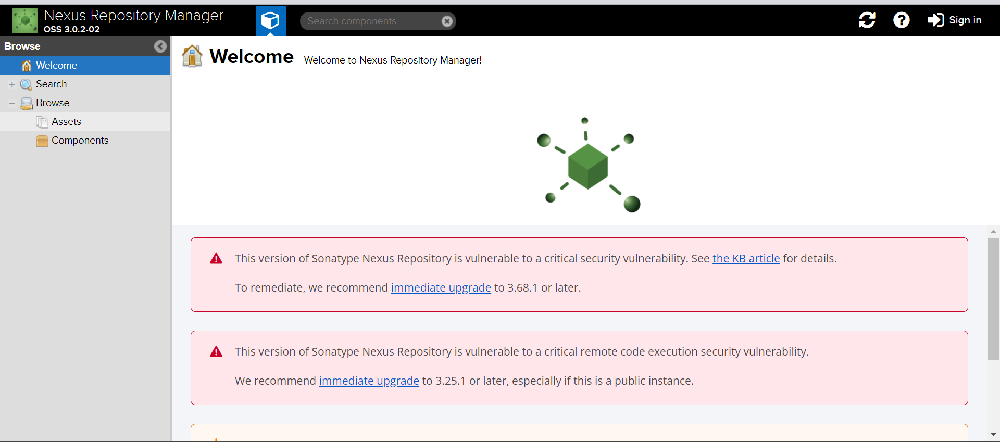 Nexus Repository Manager
OSS 3.0.2-02
Search components
Sign in
Browse
Welcome
Search
Browse
Assets
Components
Welcome Welcome to Nexus Repository Manager!
This version of Sonatype Nexus Repository is vulnerable to a critical security vulnerability. See the KB article for details.
To remediate, we recommend immediate upgrade to 3.68.1 or later.
This version of Sonatype Nexus Repository is vulnerable to a critical remote code execution security vulnerability.
We recommend immediate upgrade to 3.25.1 or later, especially if this is a public instance.